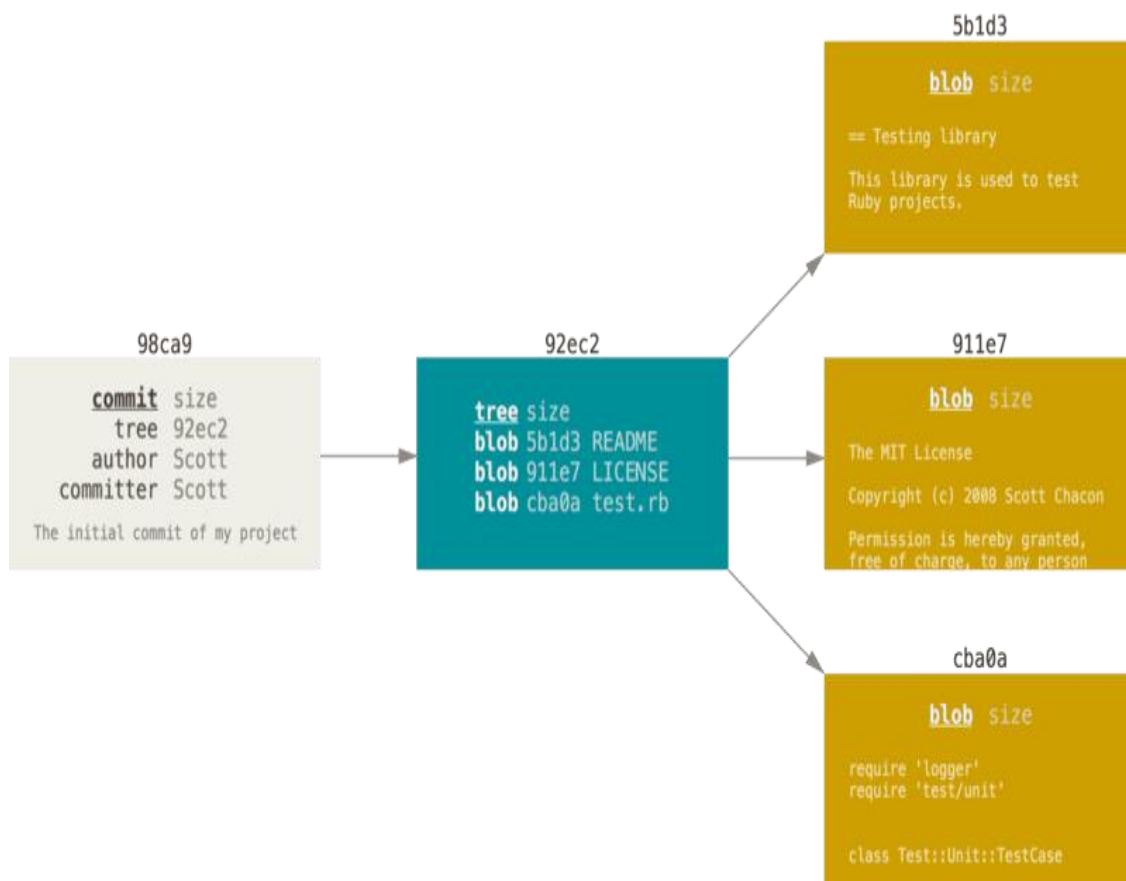 98ca9
commit size
tree 92ec2
author Scott
committer Scott
The initial commit of my project
92ec2
tree size
blob 5b1d3 README
blob 911e7 LICENSE
blob cba0a test.rb
5b1d3
blob size
== Testing library
This library is used to test
Ruby projects.
911e7
blob size
The MIT License
Copyright (c) 2008 Scott Chacon
Permission is hereby granted,
free of charge, to any person
cba0a
blob size
require 'logger'
require 'test/unit'
class Test::Unit::TestCase